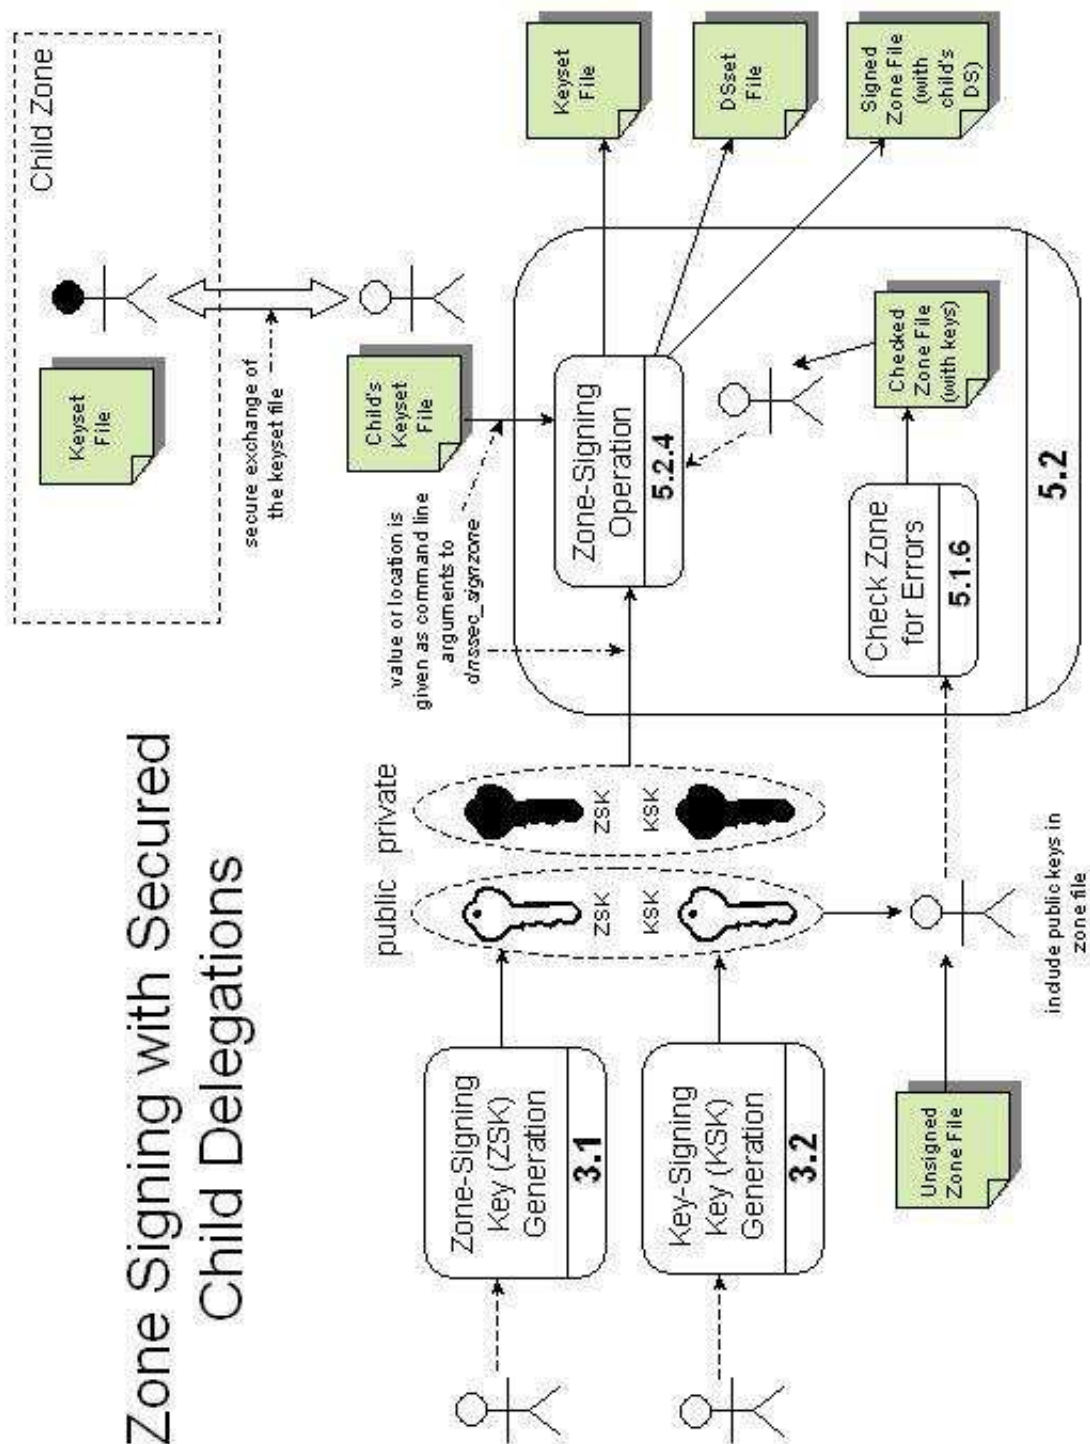 Zone Signing with Secured
Child Delegations
Child Zone
Keyset
File
secure exchange of
the keyset file
Child's
Keyset
File
value or location is
given as command line
arguments to
dnssec_signzone
Zone-Signing
Key (ZSK)
Generation
3.1
Key-Signing
Key (KSK)
Generation
3.2
public
private
ZSK
ZSK
KSK
KSK
Unsigned
Zone File
include public keys in
zone file
Zone-Signing
Operation
5.2.4
Check Zone
for Errors
5.1.6
Checked
Zone File
(with keys)
5.2
Keyset
File
DSset
File
Signed
Zone File
(with
child's
DS)